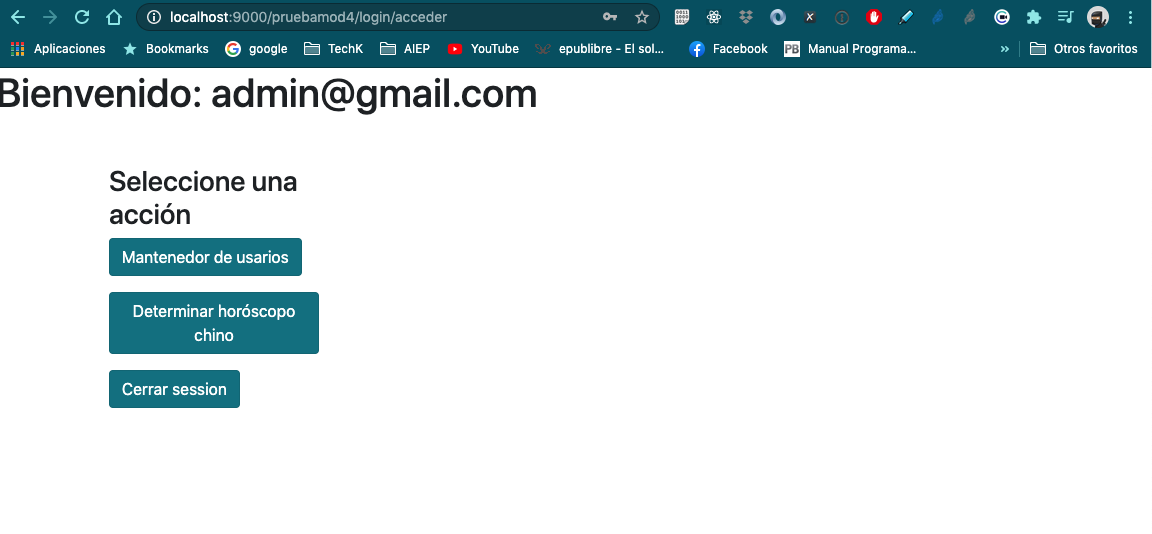 localhost:9000/pruebamod4/login/acceder
Aplicaciones Bookmarks google TechK AIEP YouTube epublibre - El sol... Facebook PB Manual Programa... » Otros favoritos
Bienvenido: admin@gmail.com
Seleccione una
acción
Mantenedor de usarios
Determinar horóscopo
chino
Cerrar session